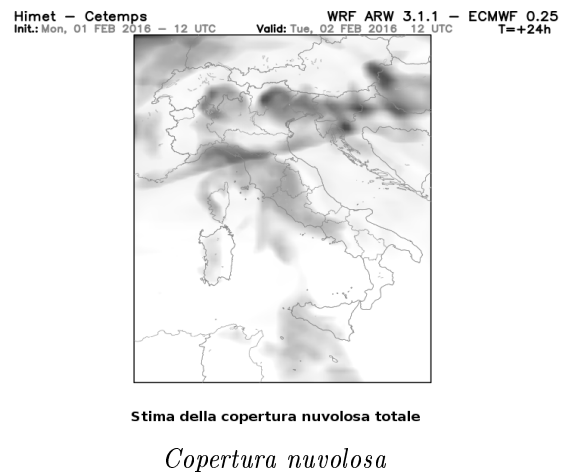 Himet – Cetemps WRF ARW 3.1.1 – ECMWF 0.25
Init.: Mon, 01 FEB 2016 – 12 UTC Valid: Tue, 02 FEB 2016 12 UTC T=+24h
Stima della copertura nuvolosa totale
Copertura nuvolosa